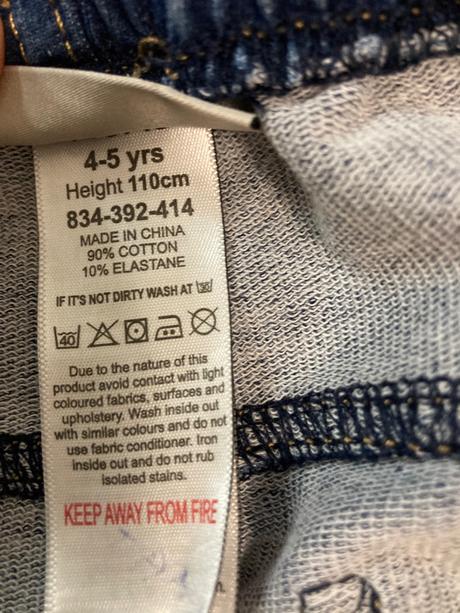 4-5 yrs
Height 110cm
834-392-414
MADE IN CHINA
90% COTTON
10% ELASTANE
IF IT'S NOT DIRTY WASH AT 30
40
Due to the nature of this
product avoid contact with light
coloured fabrics, surfaces and
upholstery. Wash inside out
with similar colours and do not
use fabric conditioner. Iron
inside out and do not rub
isolated stains.
KEEP AWAY FROM FIRE